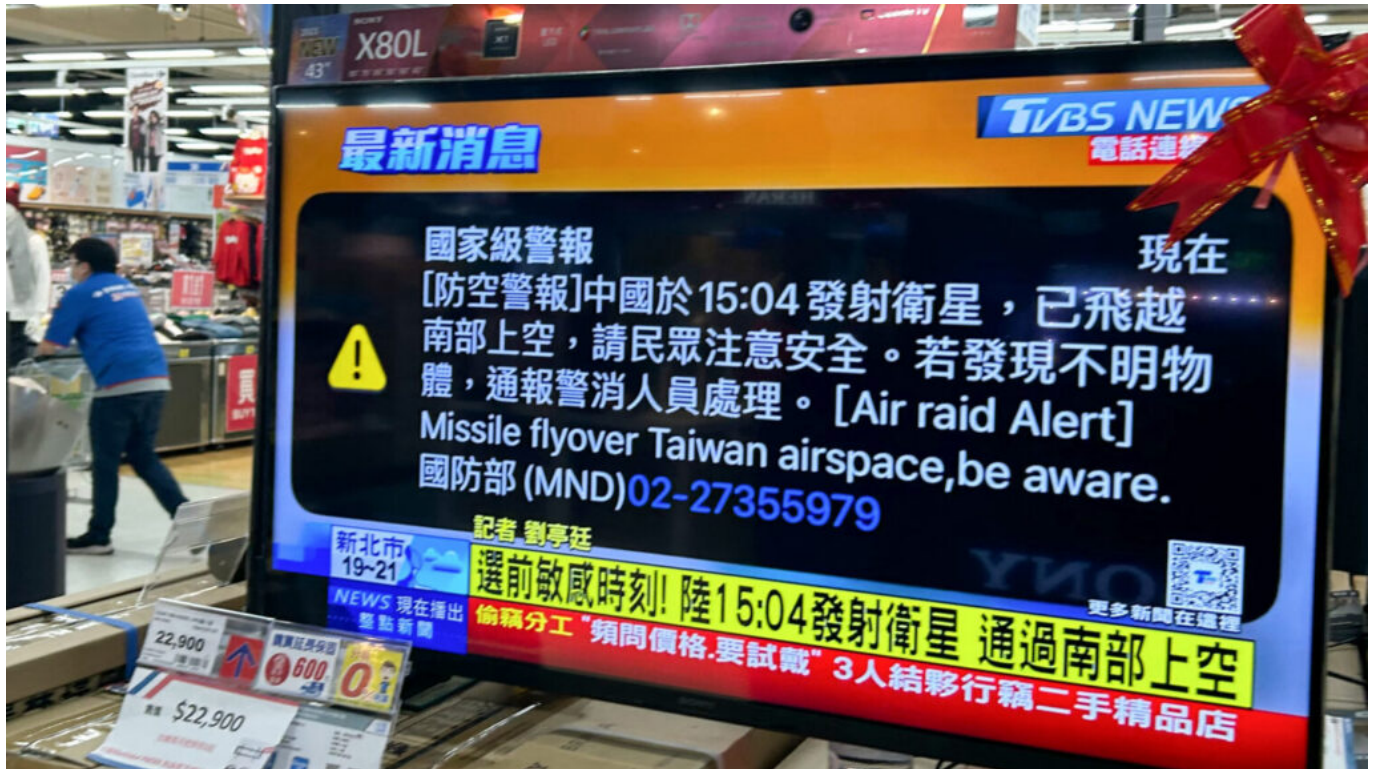 SONY
NEW
43"
X80L
X1
TVBS NEWS
最新消息
國家級警報
現在
[防空警報]中國於15:04發射衛星，已飛越
南部上空，請民眾注意安全。若發現不明物
體，通報警消人員處理。[Air raid Alert]
Missile flyover Taiwan airspace,be aware.
國防部 (MND)02-27355979
記者 劉亭廷
新北市
19~21
選前敏感時刻! 陸15:04發射衛星 通過南部上空
更多新聞在這裡
NEWS 現在播出
整點新聞
偷竊分工 "頻問價格.要試戴" 3人結夥行竊二手精品店
SONY
22,900
600
0
$22,900